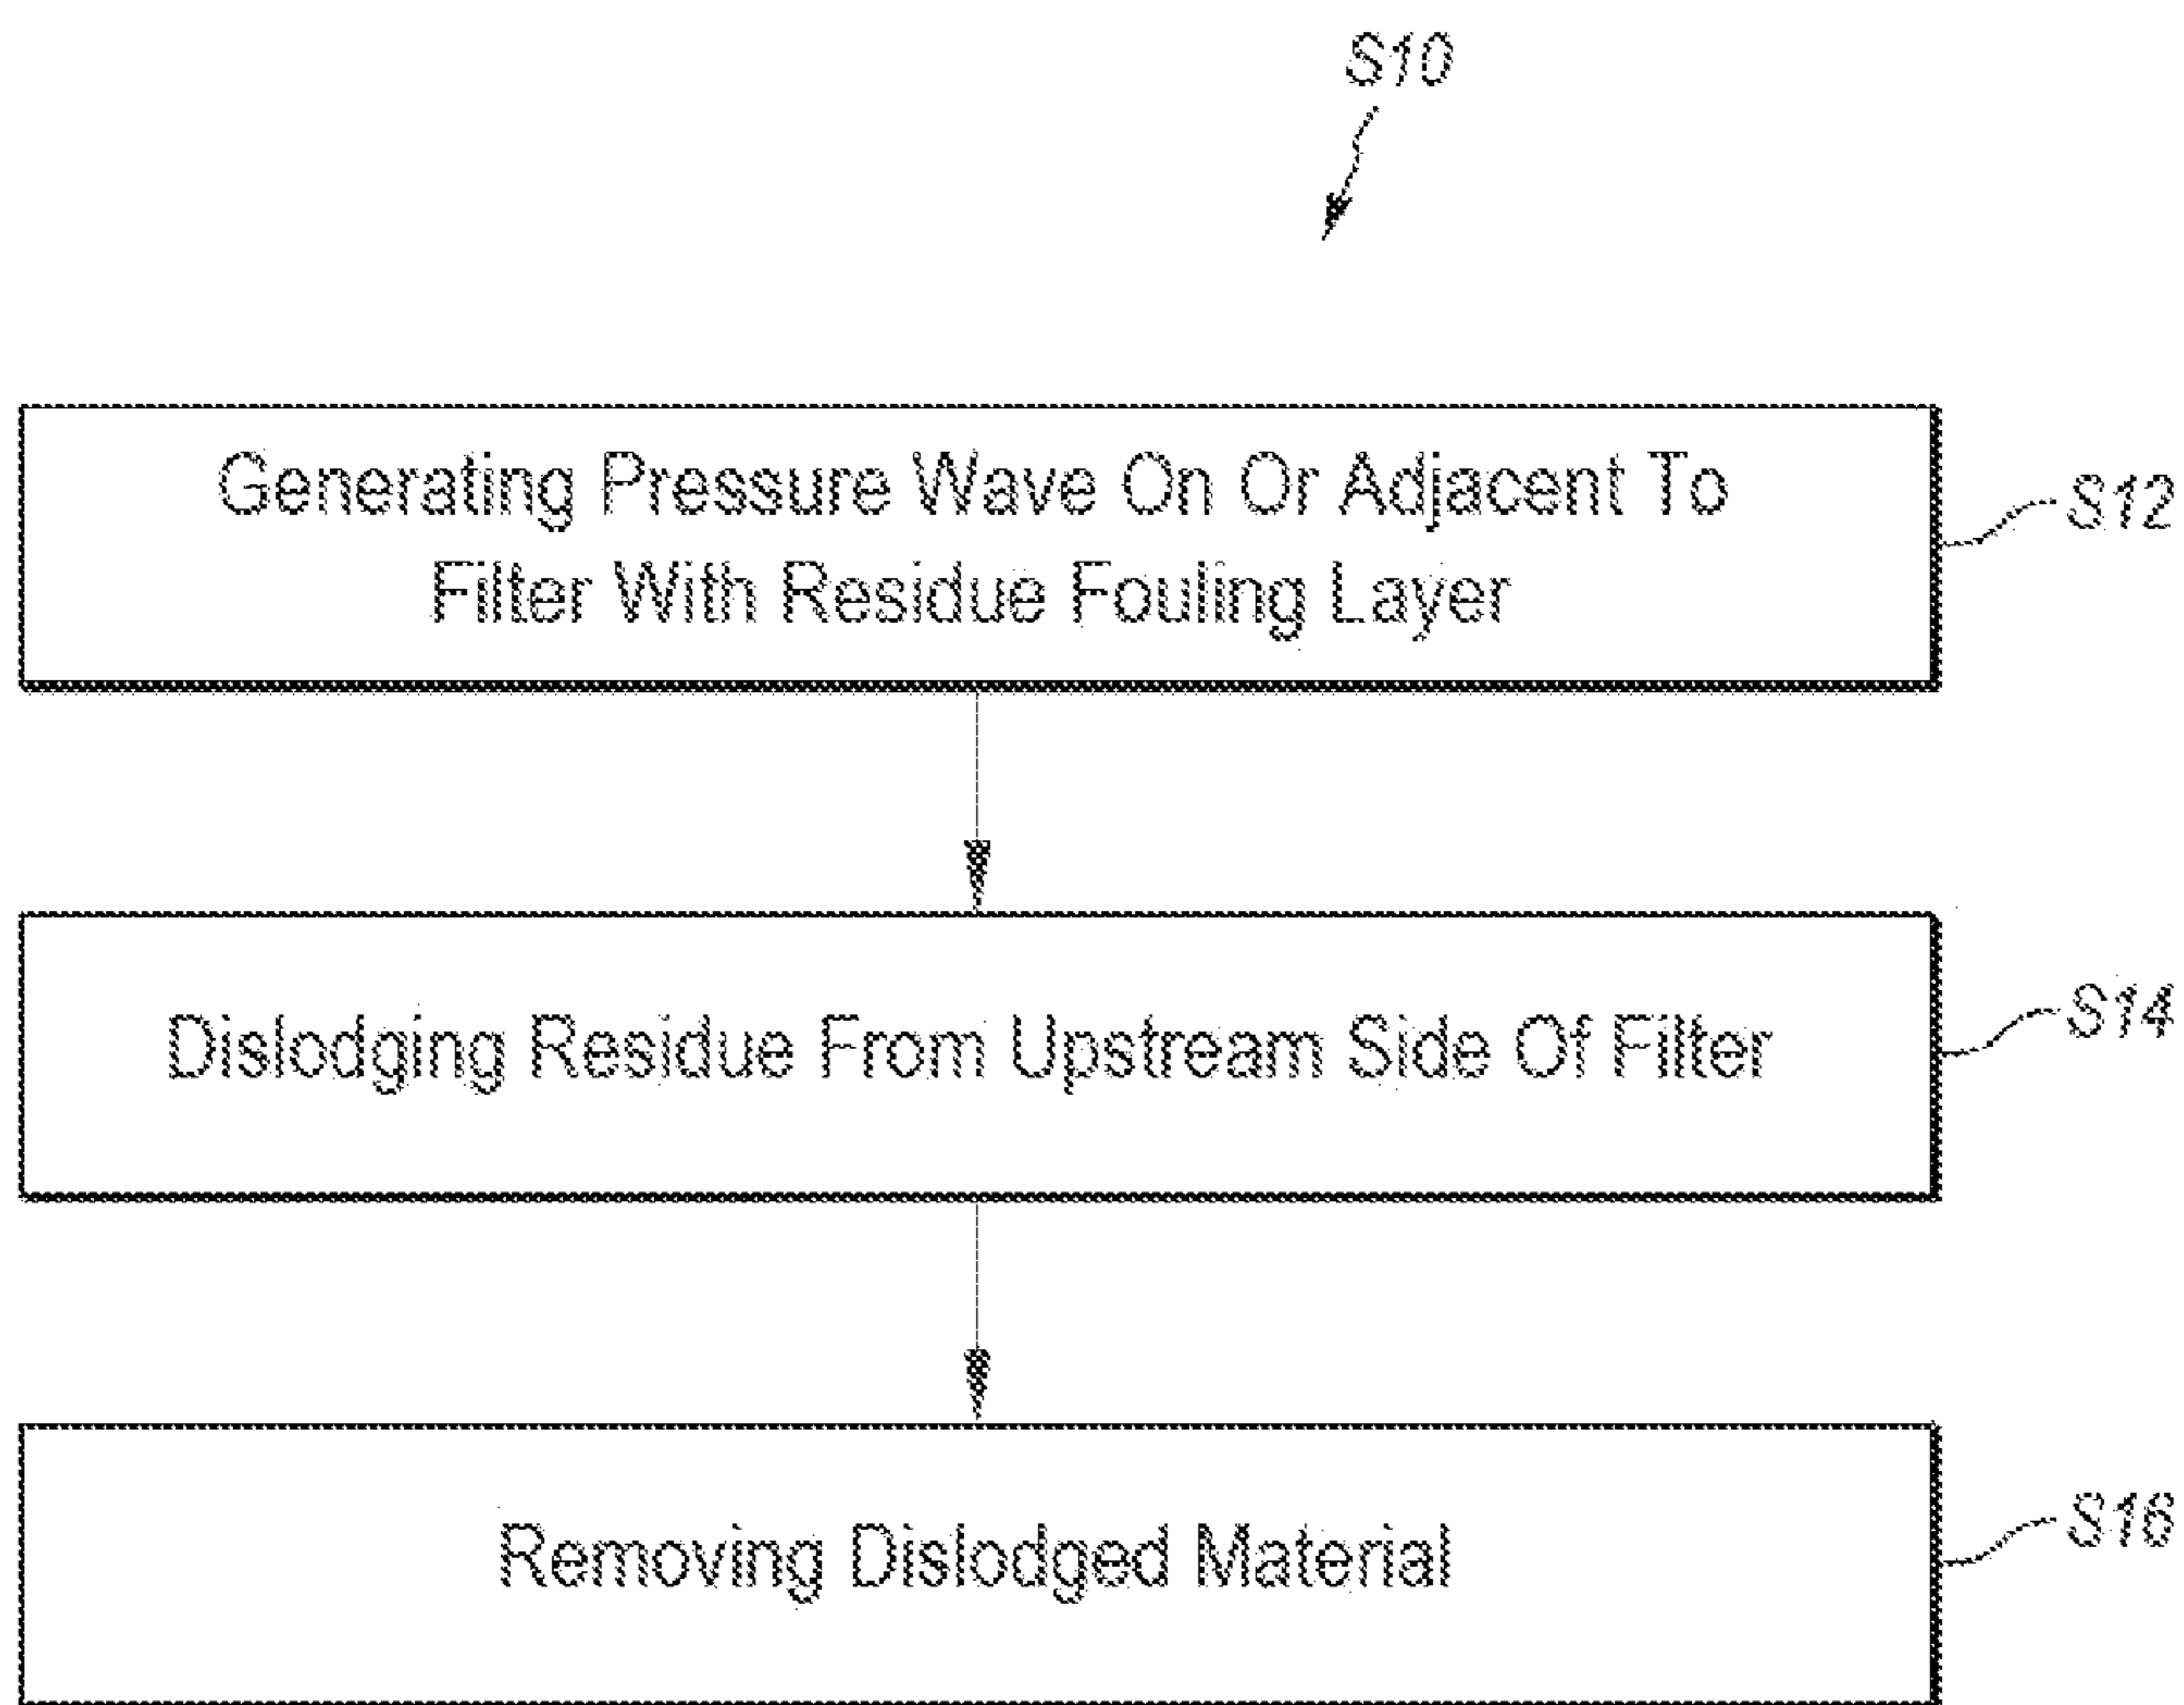 S10
Generating Pressure Wave On Or Adjacent To
Filter With Residue Fouling Layer
S12
Dislodging Residue From Upstream Side Of Filter
S14
Removing Dislodged Material
S16